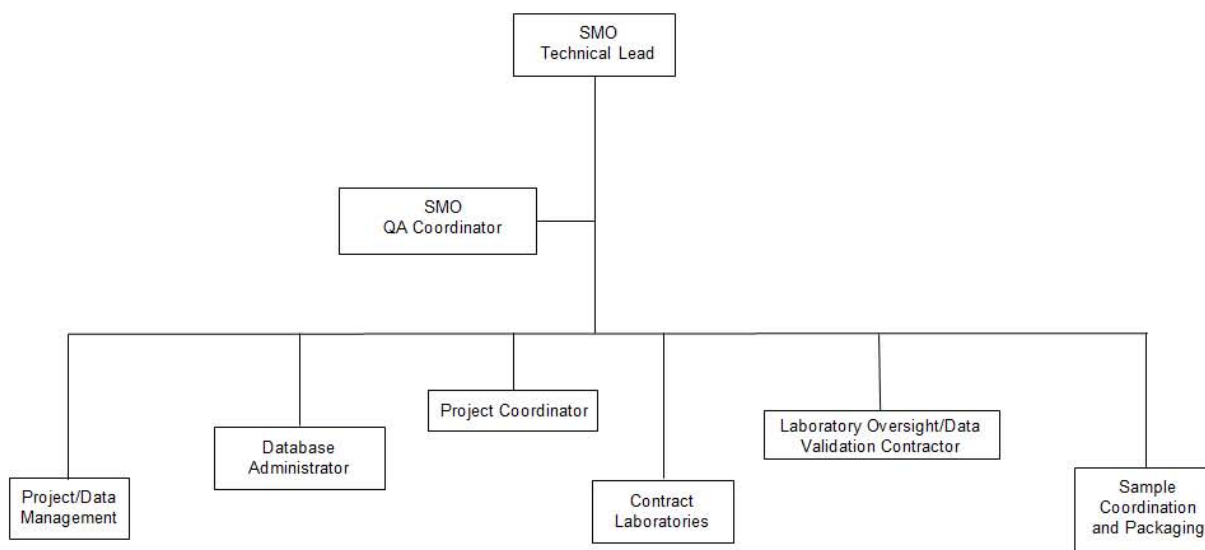 SMO
Technical Lead
SMO
QA Coordinator
Project Coordinator
Laboratory Oversight/Data
Validation Contractor
Database
Administrator
Project/Data
Management
Contract
Laboratories
Sample
Coordination
and Packaging